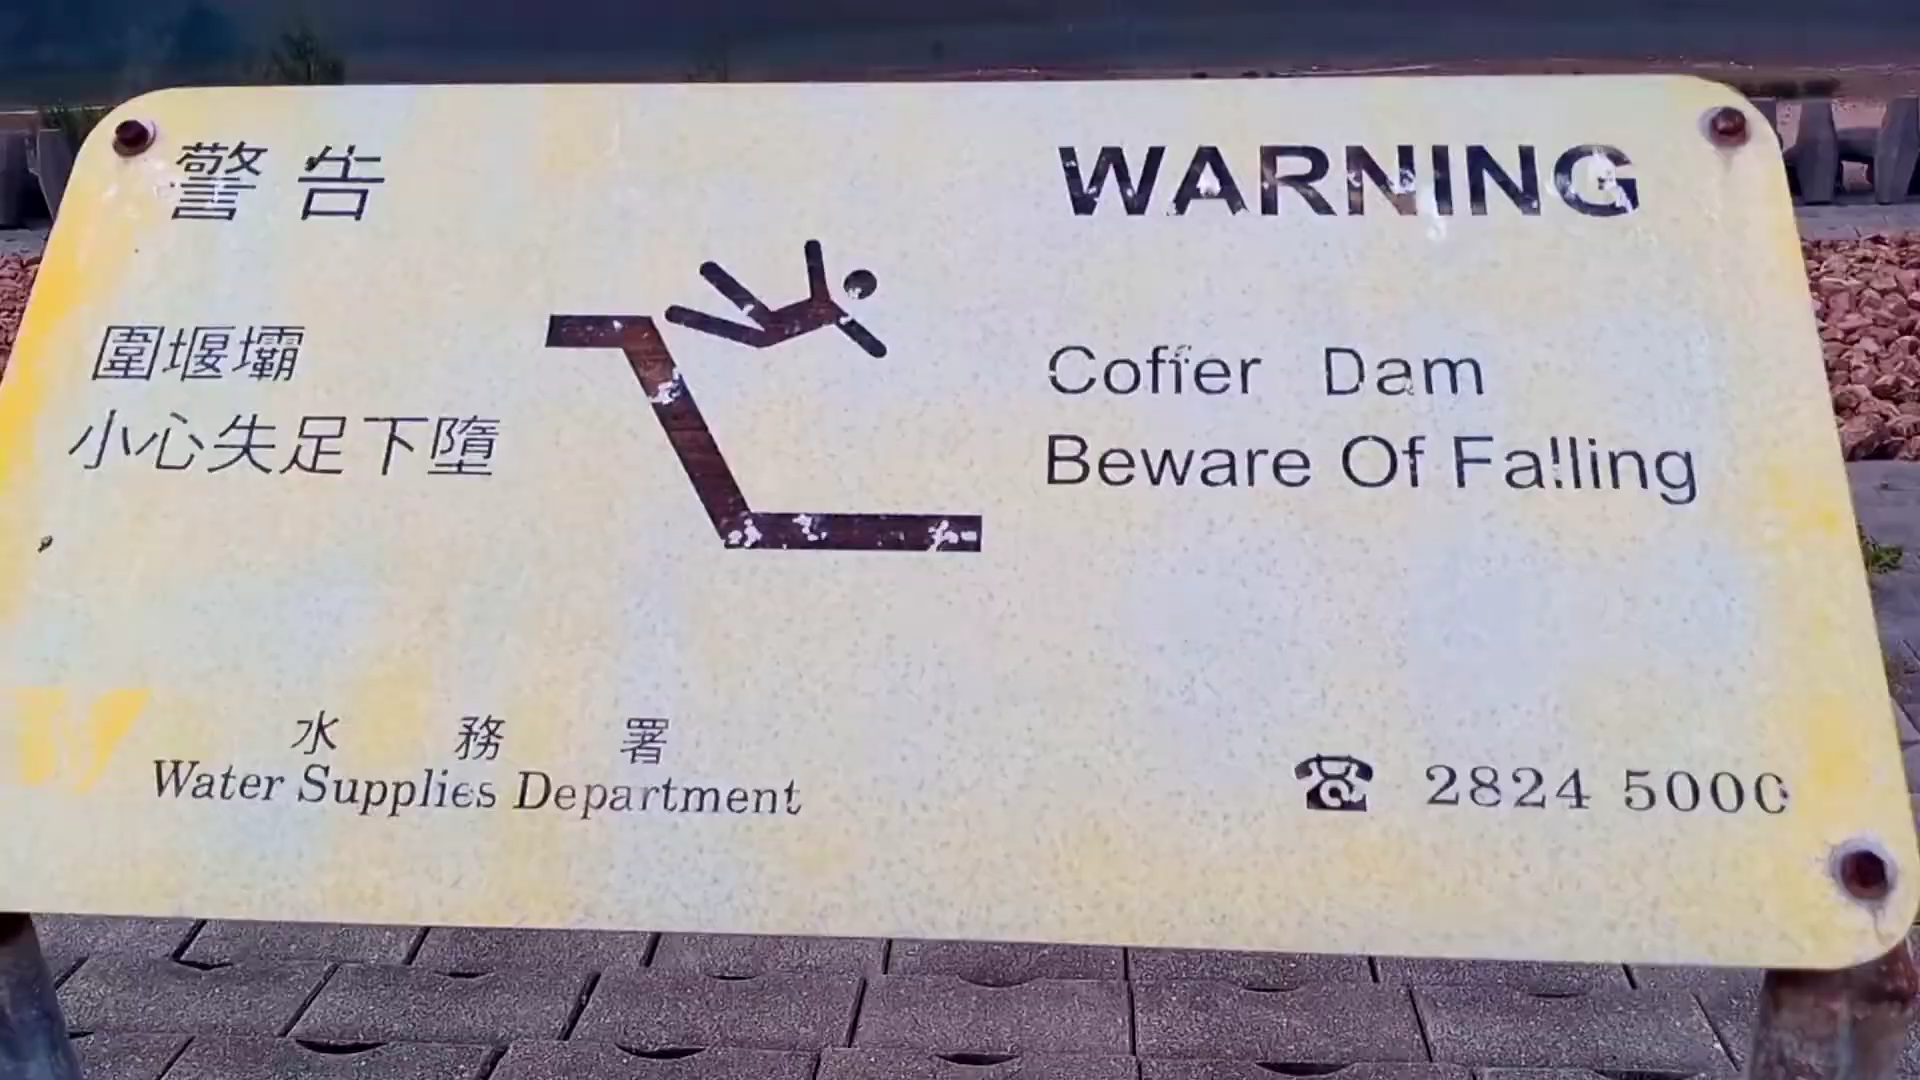 警告
WARNING
圍堰壩
小心失足下墮
Coffer Dam
Beware Of Falling
水務署
Water Supplies Department
☎ 2824 5000